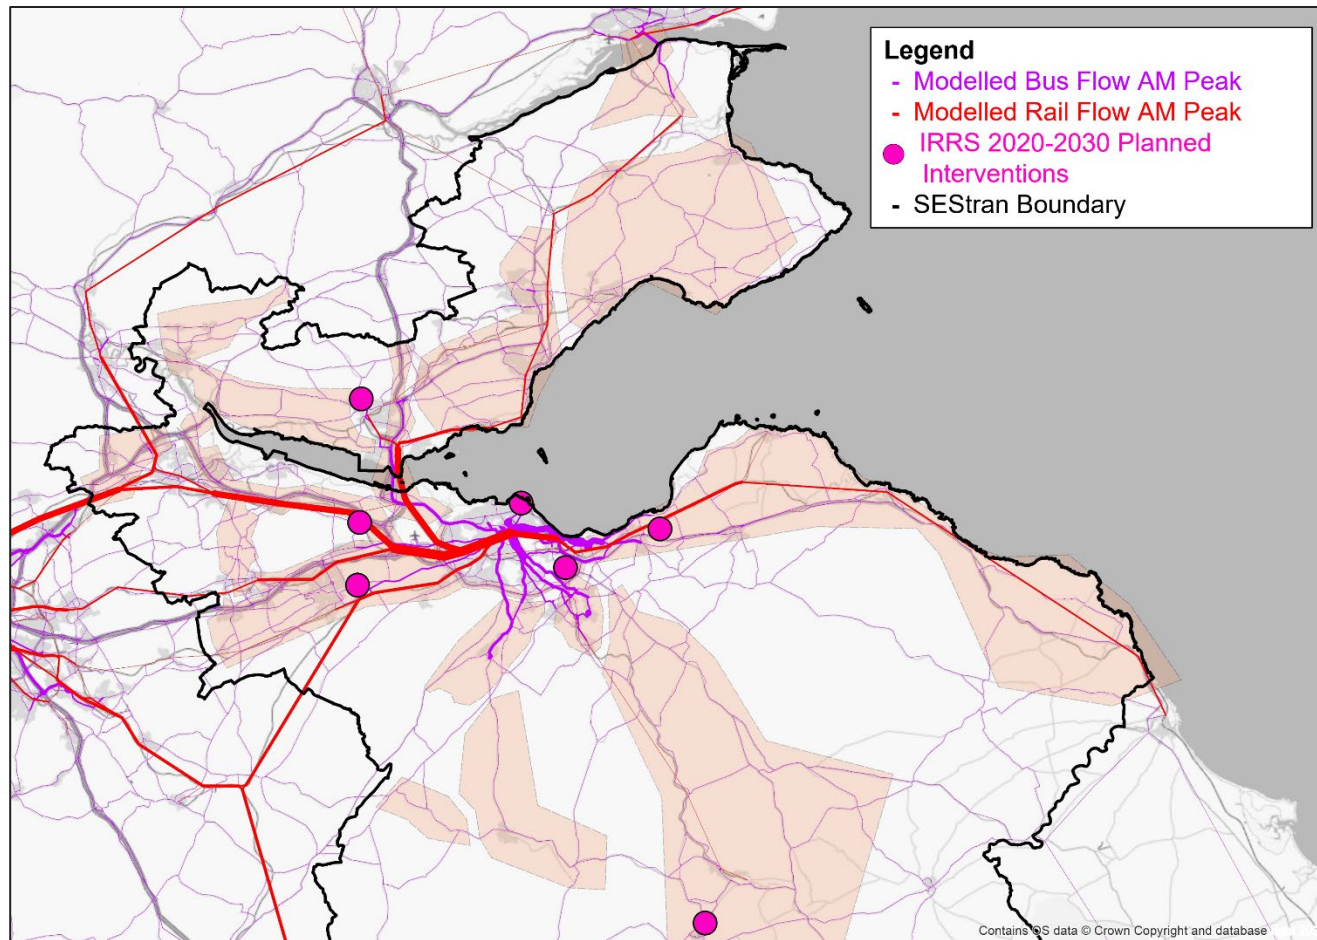 Legend
- Modelled Bus Flow AM Peak
- Modelled Rail Flow AM Peak
IRRS 2020-2030 Planned
Interventions
- SEStran Boundary
Contains OS data © Crown Copyright and database